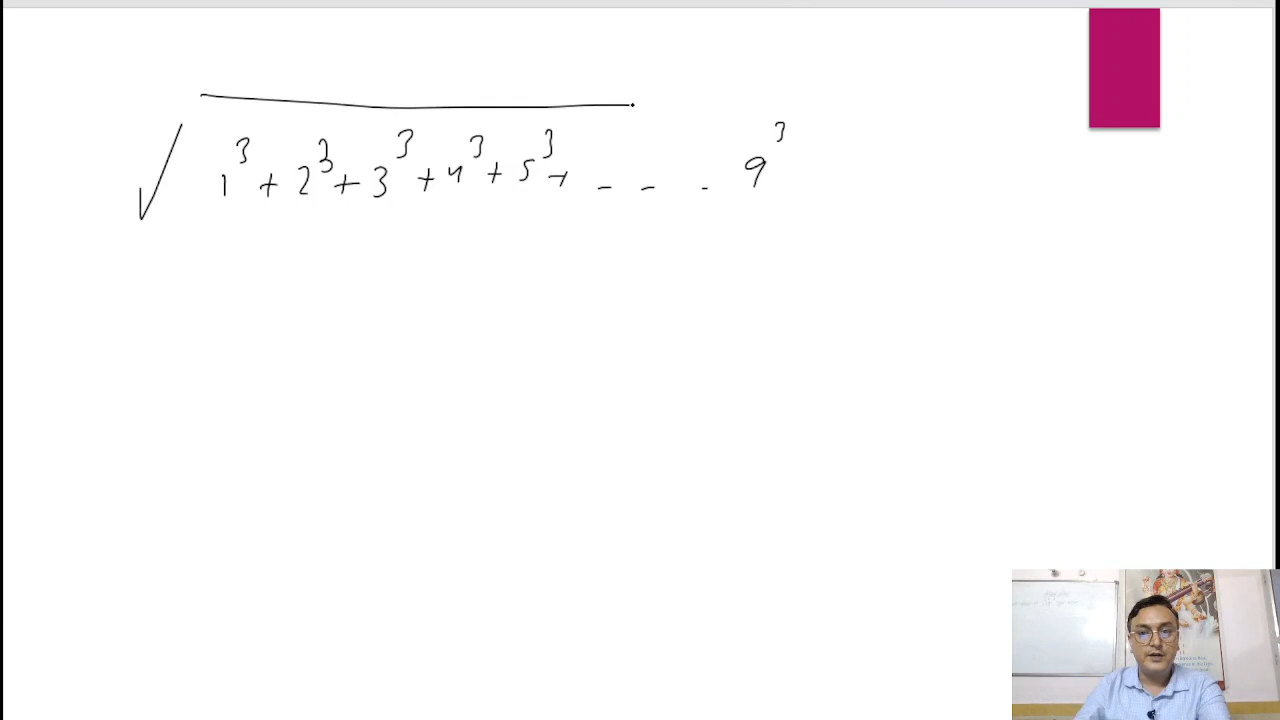 √1³ + 2³ + 3³ + 4³ + 5³ + - - - 9³